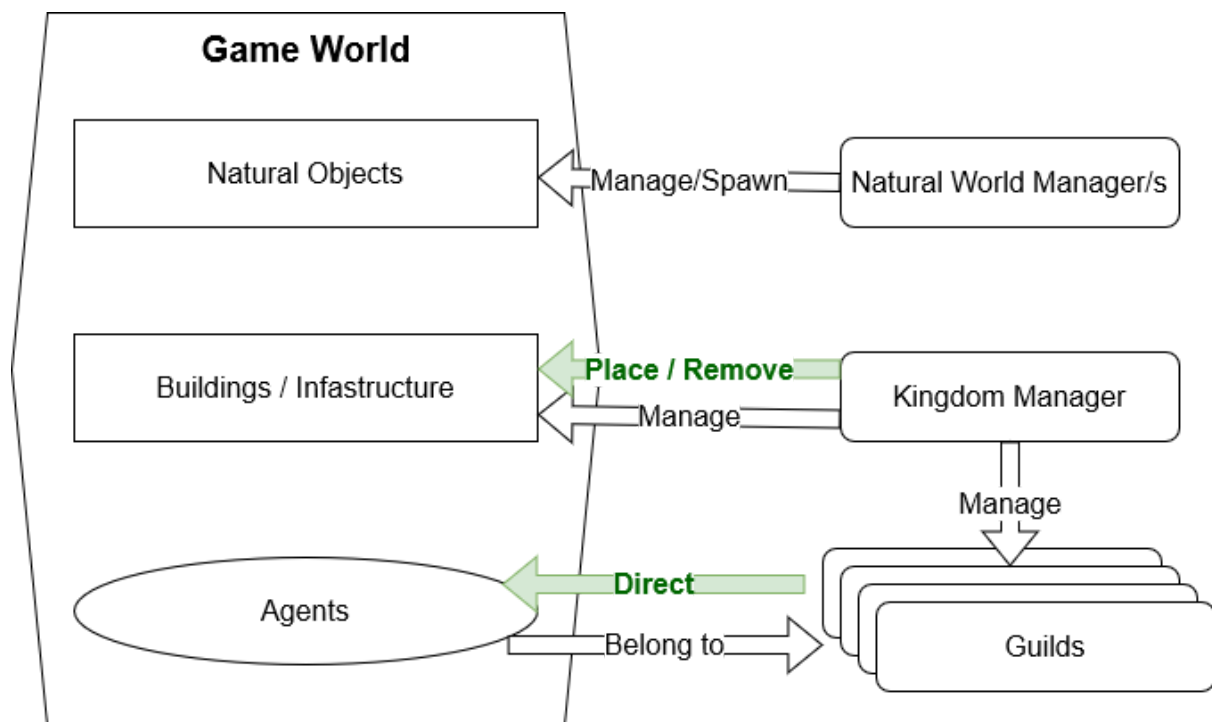 Game World
Natural Objects
Manage/Spawn
Natural World Manager/s
Buildings / Infastructure
Place / Remove
Manage
Kingdom Manager
Manage
Agents
Direct
Belong to
Guilds